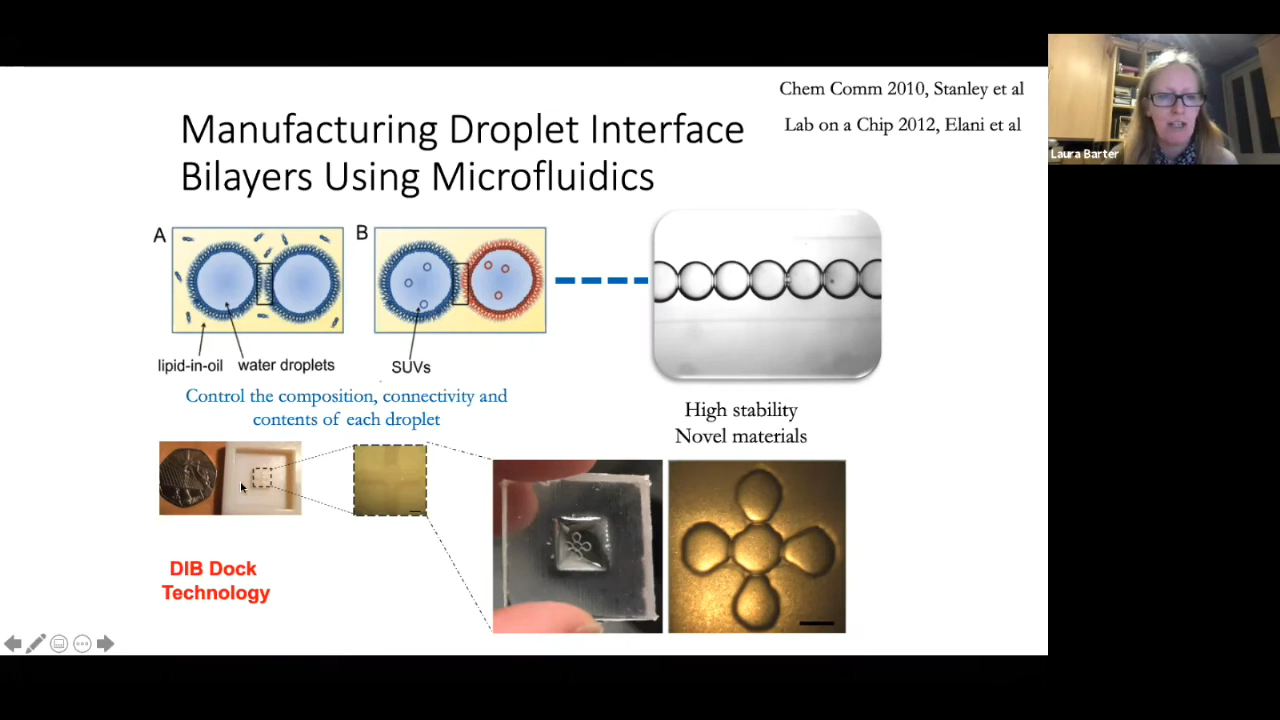 Chem Comm 2010, Stanley et al
Lab on a Chip 2012, Elani et al
Manufacturing Droplet Interface
Bilayers Using Microfluidics
Laura Barter
A
B
lipid-in-oil
water droplets
SUVs
Control the composition, connectivity and
contents of each droplet
High stability
Novel materials
DIB Dock
Technology